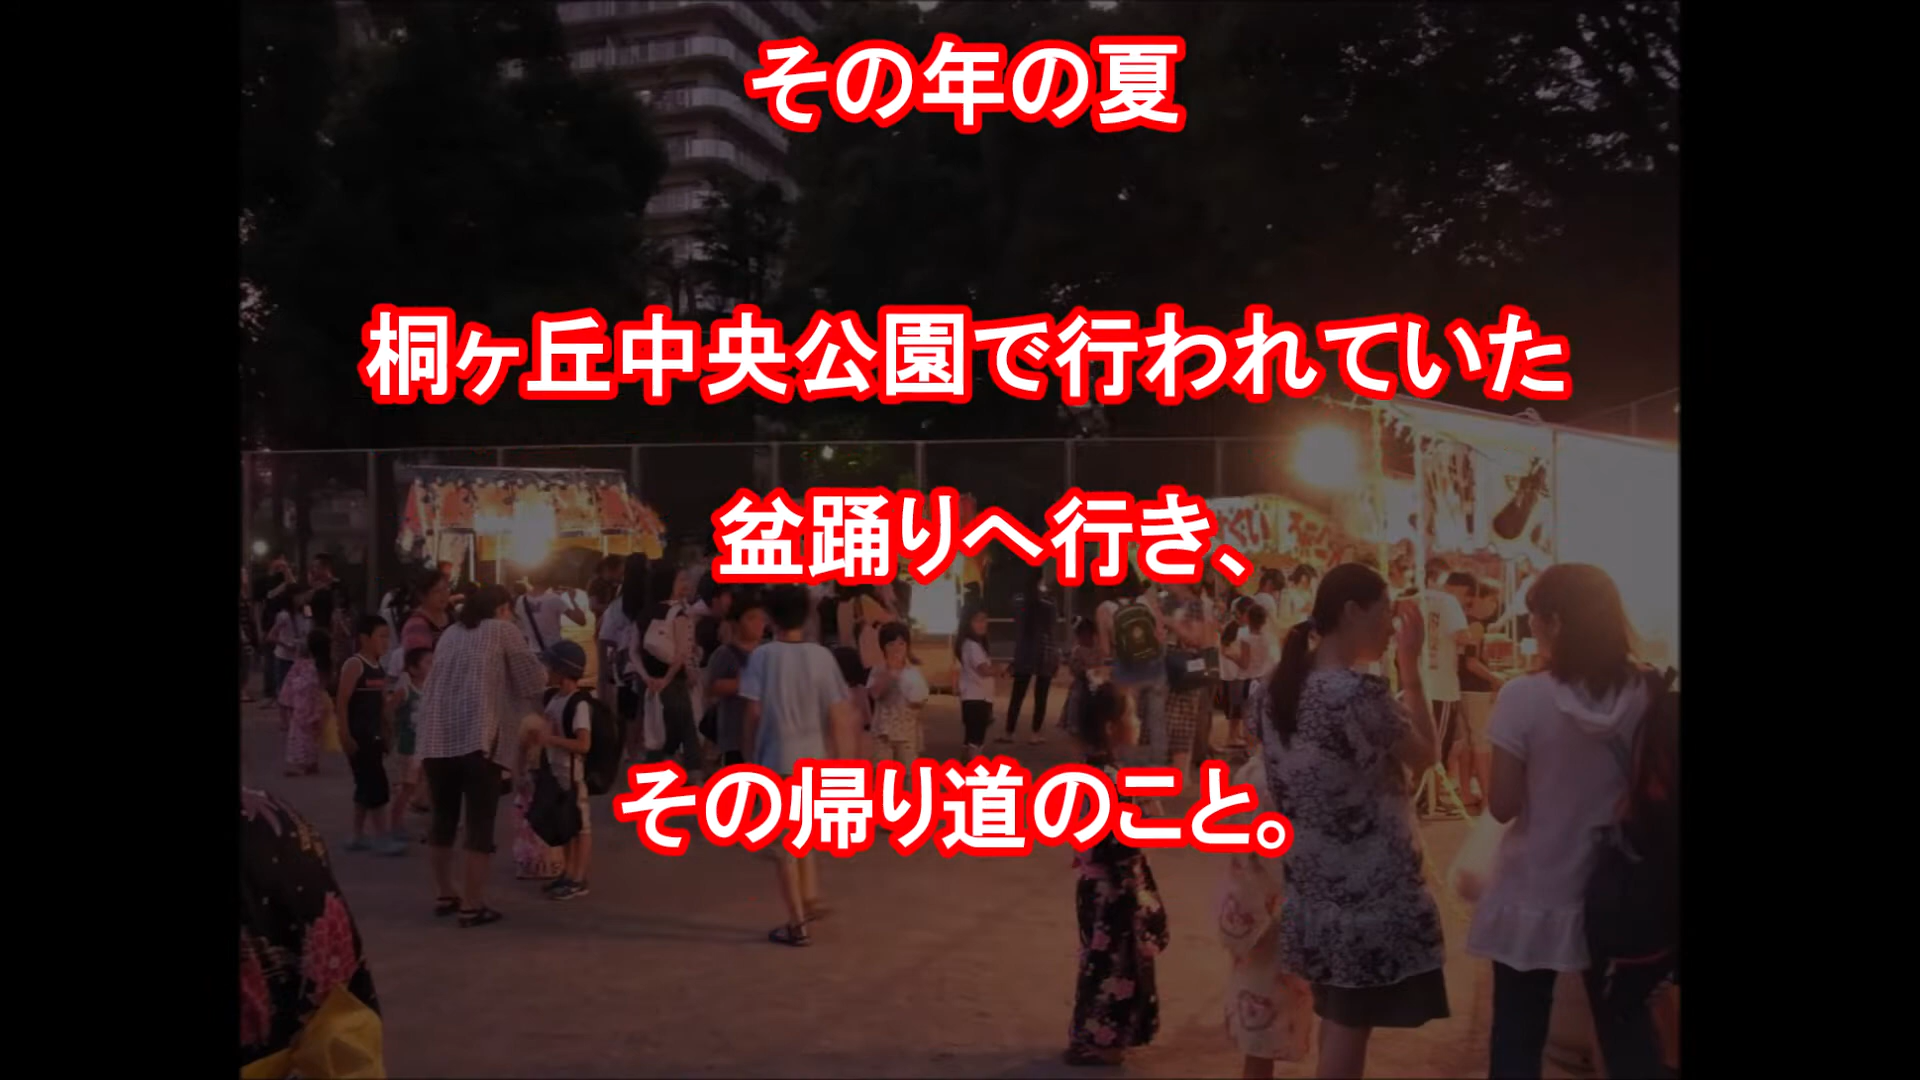 その年の夏
桐ヶ丘中央公園で行われていた
盆踊りへ行き、
その帰り道のこと。